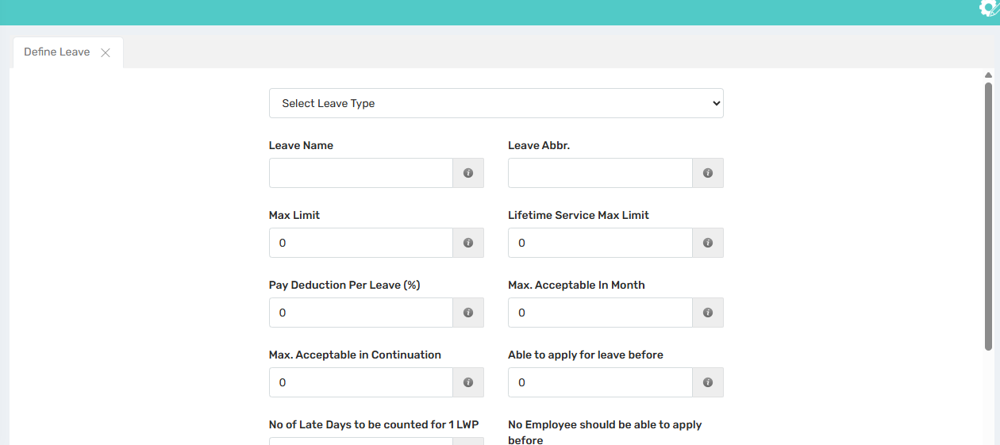 Define Leave
Select Leave Type
Leave Name
Leave Abbr.
Max Limit
Lifetime Service Max Limit
0
0
Pay Deduction Per Leave (%)
Max. Acceptable In Month
0
0
Max. Acceptable in Continuation
Able to apply for leave before
0
0
No of Late Days to be counted for 1 LWP
No Employee should be able to apply
before